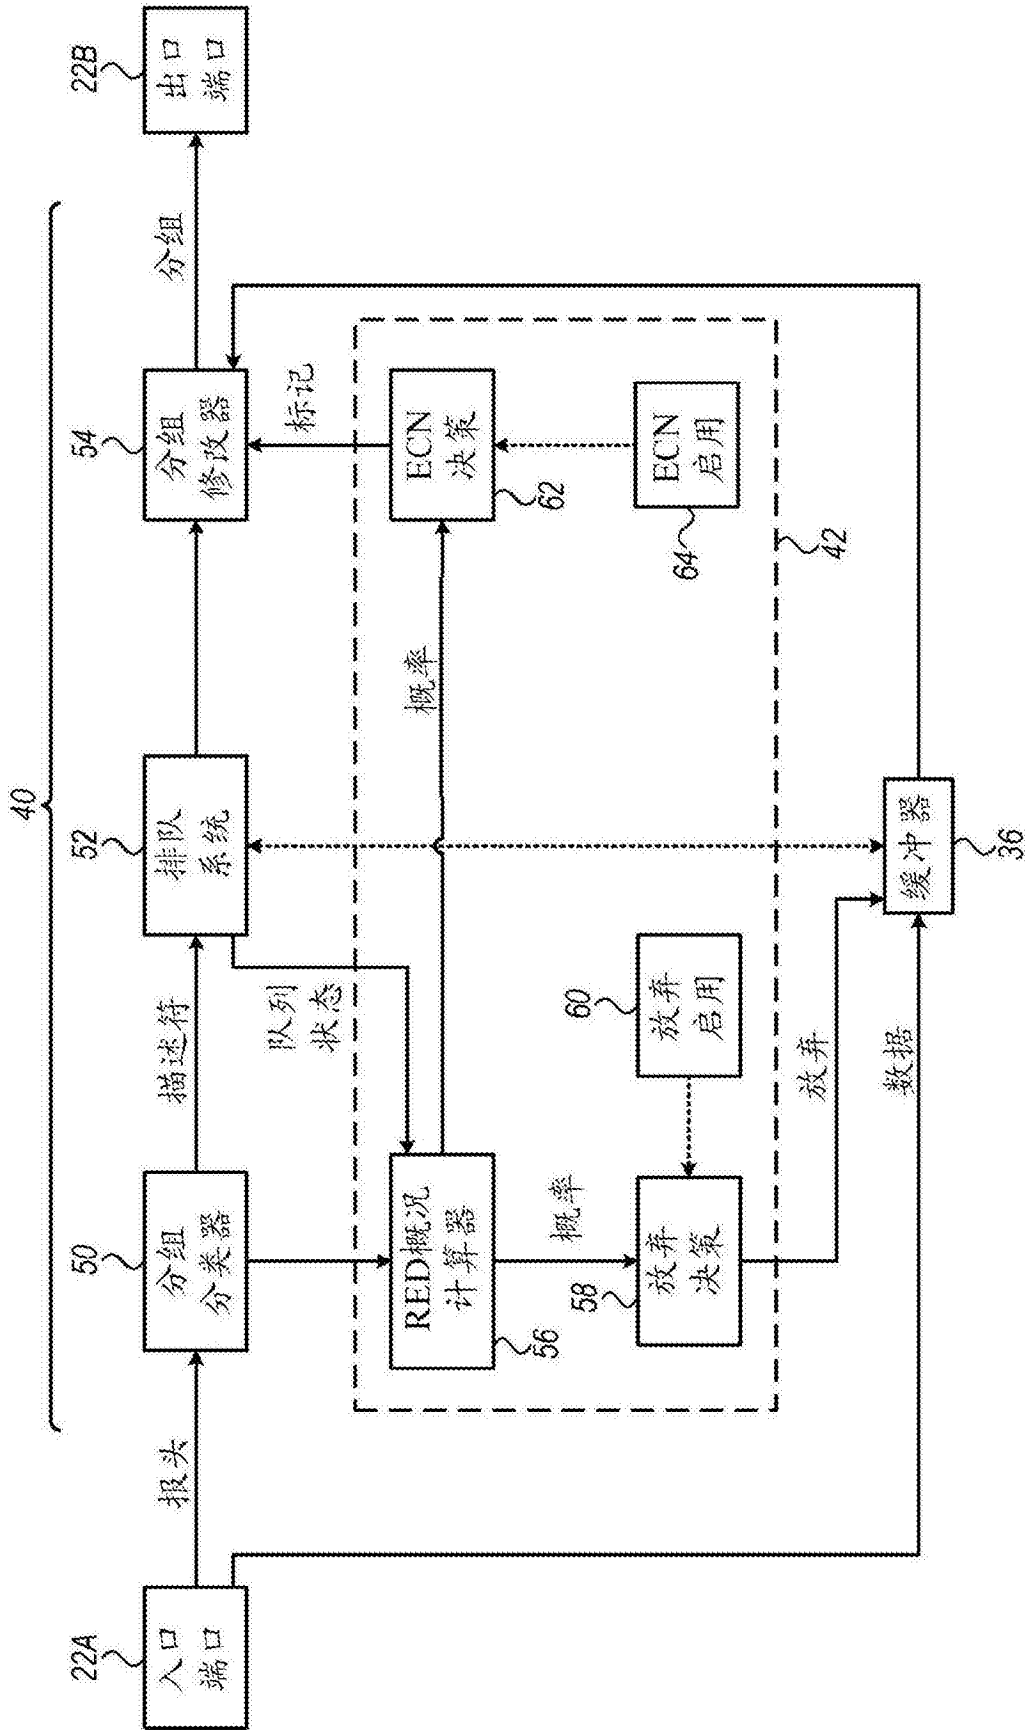 40
22A
入口
端口
报头
50
分组
分类器
描述符
52
排队
系统
54
分组
修改器
分组
22B
出口
端口
队列
状态
标记
RED概况
计算器
56
概率
ECN
决策
62
概率
58
放弃
决策
60
放弃
启用
64
ECN
启用
42
放弃
数据
缓冲器
36